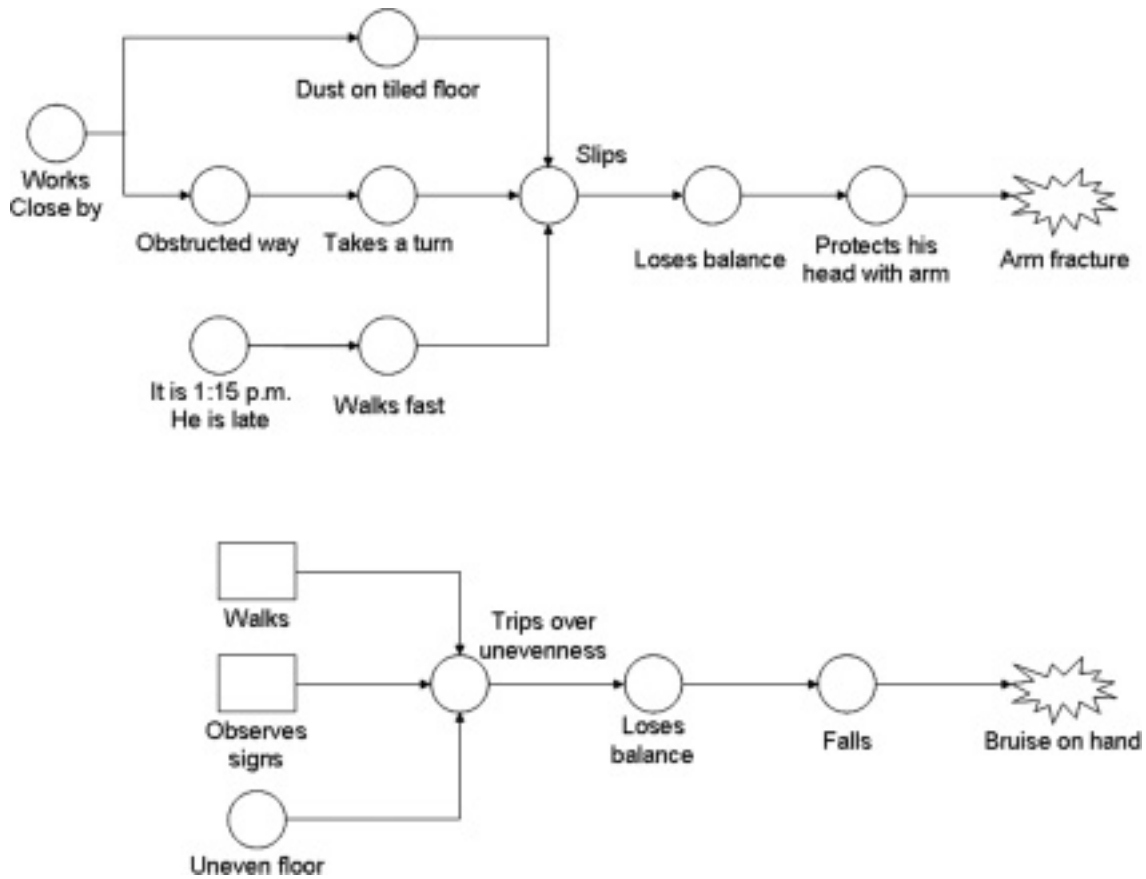 Dust on tiled floor
Slips
Works
Close by
Obstructed way
Takes a turn
Loses balance
Protects his
head with arm
Arm fracture
It is 1:15 p.m.
He is late
Walks fast
Walks
Trips over
unevenness
Observes
signs
Loses
balance
Falls
Bruise on hand
Uneven floor